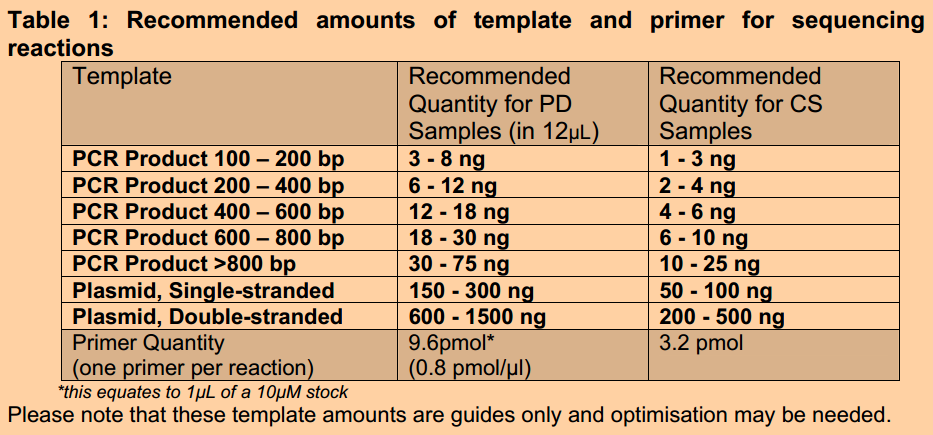 Table 1: Recommended amounts of template and primer for sequencing
reactions
Template
Recommended
Quantity for PD
Samples (in 12µL)
Recommended
Quantity for CS
Samples
PCR Product 100 – 200 bp 3 - 8 ng 1 - 3 ng
PCR Product 200 – 400 bp 6 - 12 ng 2 - 4 ng
PCR Product 400 – 600 bp 12 - 18 ng 4 - 6 ng
PCR Product 600 – 800 bp 18 - 30 ng 6 - 10 ng
PCR Product >800 bp 30 - 75 ng 10 - 25 ng
Plasmid, Single-stranded 150 - 300 ng 50 - 100 ng
Plasmid, Double-stranded 600 - 1500 ng 200 - 500 ng
Primer Quantity
(one primer per reaction)
9.6pmol*
(0.8 pmol/µl)
3.2 pmol
*this equates to 1µL of a 10µM stock
Please note that these template amounts are guides only and optimisation may be needed.